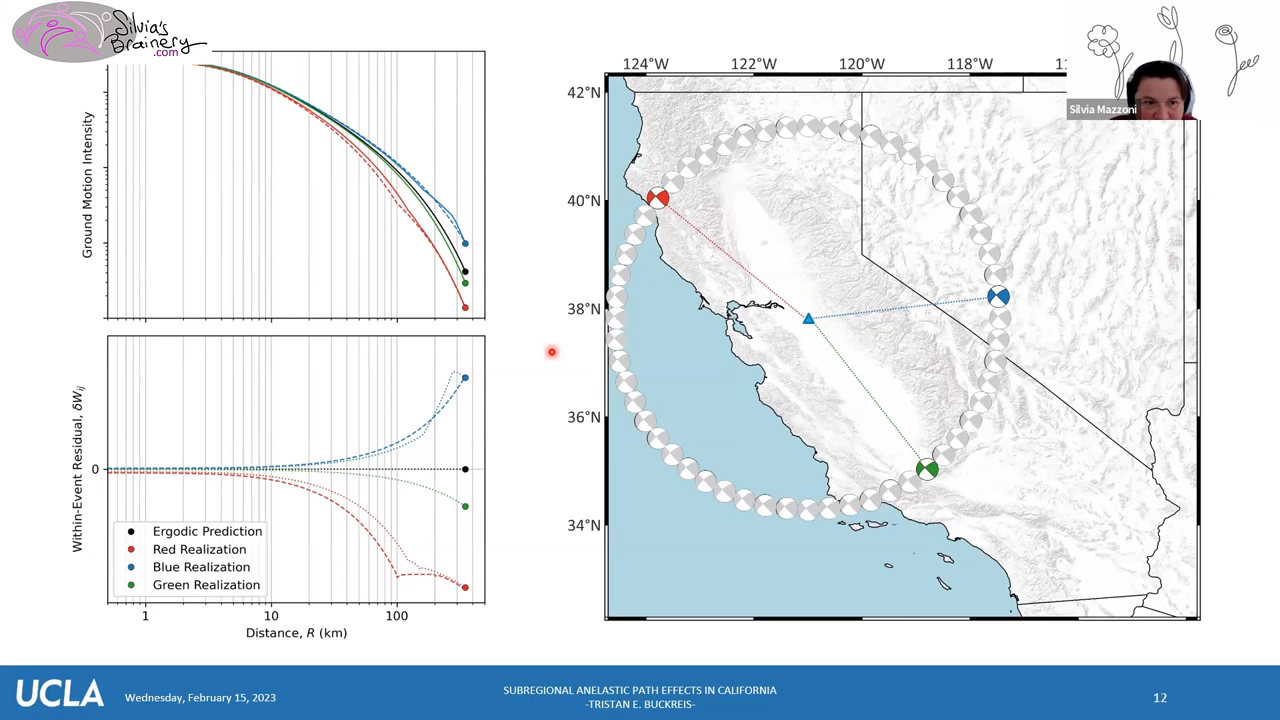 Silvia's
Brainery
.com
Silvia Mazzoni
Ground Motion Intensity
Within-Event Residual, δW_ij
0
Ergodic Prediction
Red Realization
Blue Realization
Green Realization
1 10 100
Distance, R (km)
124°W 122°W 120°W 118°W 11
42°N
40°N
38°N
36°N
34°N
UCLA
Wednesday, February 15, 2023
SUBREGIONAL ANELASTIC PATH EFFECTS IN CALIFORNIA
-TRISTAN E. BUCKREIS-
12